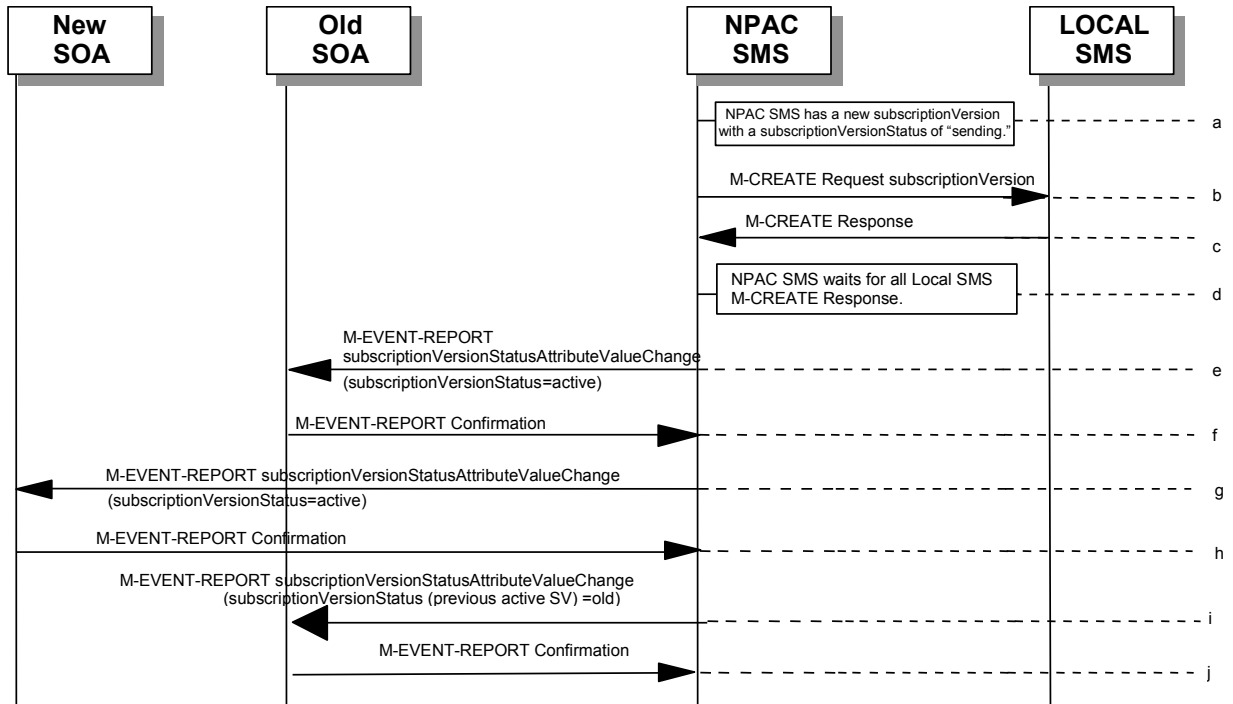 New
SOA
Old
SOA
NPAC
SMS
LOCAL
SMS
NPAC SMS has a new subscriptionVersion
with a subscriptionVersionStatus of “sending.”
a
M-CREATE Request subscriptionVersion
b
M-CREATE Response
c
NPAC SMS waits for all Local SMS
M-CREATE Response.
d
M-EVENT-REPORT
subscriptionVersionStatusAttributeValueChange
(subscriptionVersionStatus=active)
e
M-EVENT-REPORT Confirmation
f
M-EVENT-REPORT subscriptionVersionStatusAttributeValueChange
(subscriptionVersionStatus=active)
g
M-EVENT-REPORT Confirmation
h
M-EVENT-REPORT subscriptionVersionStatusAttributeValueChange
(subscriptionVersionStatus (previous active SV) =old)
i
M-EVENT-REPORT Confirmation
j